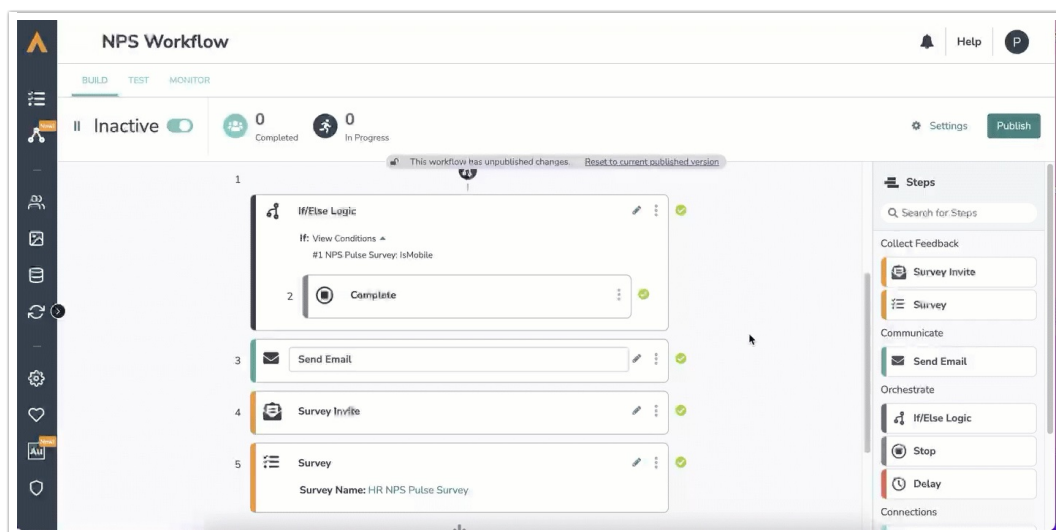 NPS Workflow
Help
P
BUILD TEST MONITOR
Inactive
0
Completed
0
In Progress
Settings
Publish
This workflow has unpublished changes. Reset to current published version
1
If/Else Logic
If: View Conditions
#1 NPS Pulse Survey: IsMobile
2 Complete
3 Send Email
4 Survey Invite
5 Survey
Survey Name: HR NPS Pulse Survey
Steps
Search for Steps
Collect Feedback
Survey Invite
Survey
Communicate
Send Email
Orchestrate
If/Else Logic
Stop
Delay
Connections
New!
New!
AU